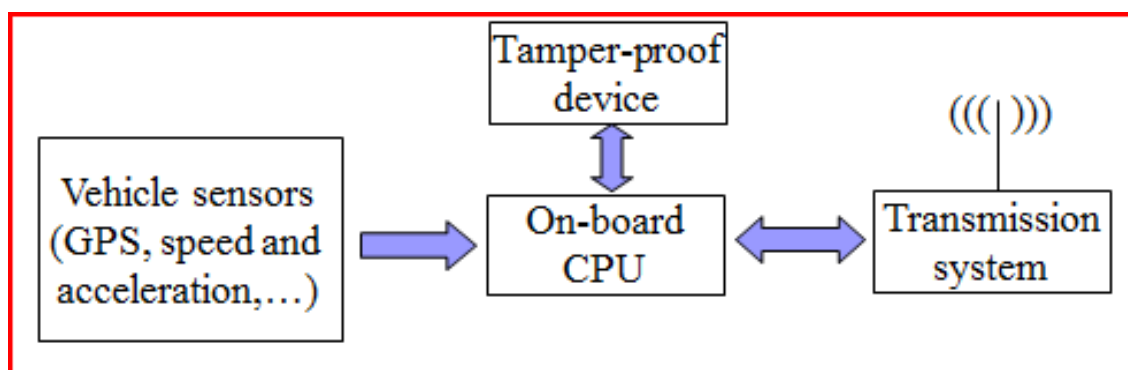 Tamper-proof
device
((( )))
Vehicle sensors
(GPS, speed and
acceleration,…)
On-board
CPU
Transmission
system